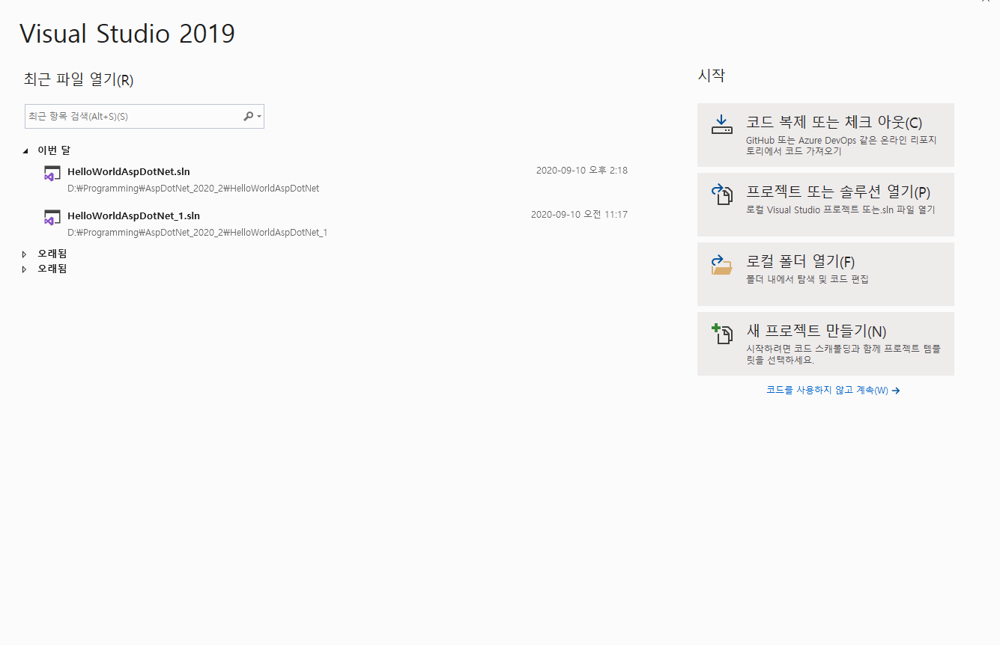 Visual Studio 2019
최근 파일 열기(R)
최근 항목 검색(Alt+S)(S)
이번 달
HelloWorldAspDotNet.sln
2020-09-10 오후 2:18
D:₩Programming₩AspDotNet_2020_2₩HelloWorldAspDotNet
HelloWorldAspDotNet_1.sln
2020-09-10 오전 11:17
D:₩Programming₩AspDotNet_2020_2₩HelloWorldAspDotNet_1
오래됨
오래됨
시작
코드 복제 또는 체크 아웃(C)
GitHub 또는 Azure DevOps 같은 온라인 리포지
토리에서 코드 가져오기
프로젝트 또는 솔루션 열기(P)
로컬 Visual Studio 프로젝트 또는.sln 파일 열기
로컬 폴더 열기(F)
폴더 내에서 탐색 및 코드 편집
새 프로젝트 만들기(N)
시작하려면 코드 스캐폴딩과 함께 프로젝트 템플
릿을 선택하세요.
코드를 사용하지 않고 계속(W)